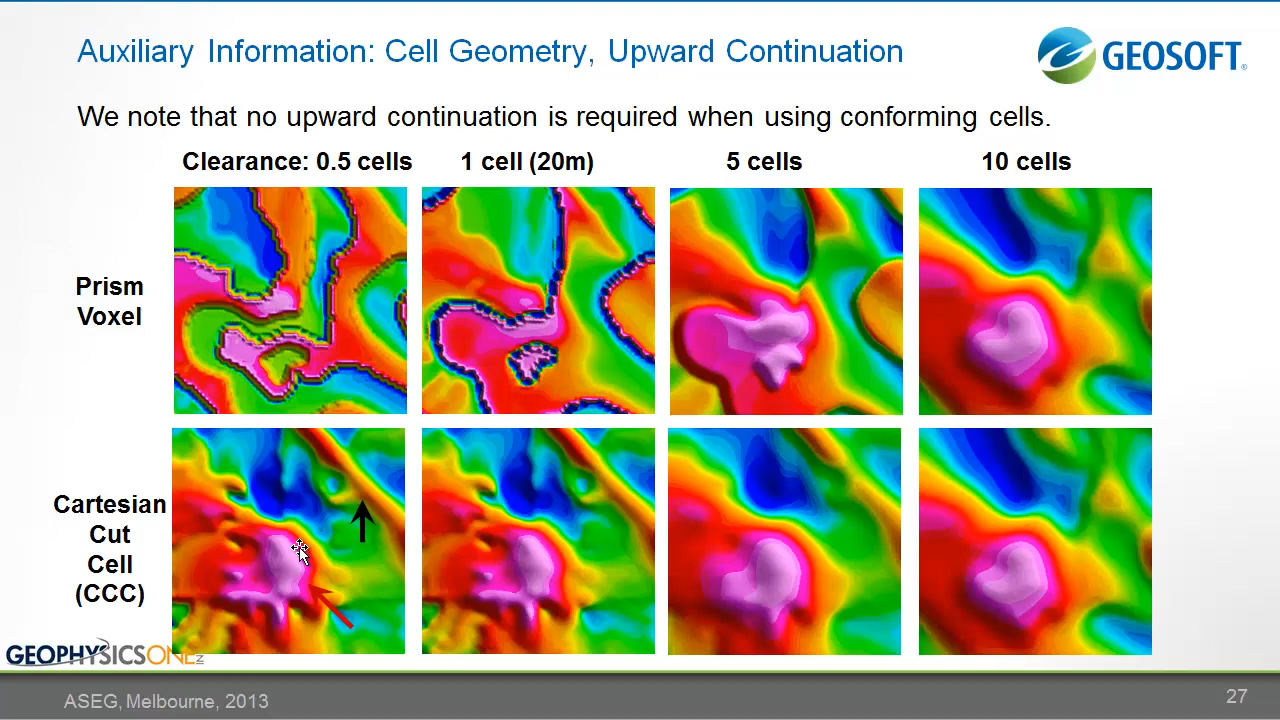 Auxiliary Information: Cell Geometry, Upward Continuation
GEOSOFT®
We note that no upward continuation is required when using conforming cells.
Clearance: 0.5 cells
1 cell (20m)
5 cells
10 cells
Prism
Voxel
Cartesian
Cut
Cell
(CCC)
GEOPHYSICSONEz
ASEG, Melbourne, 2013
27